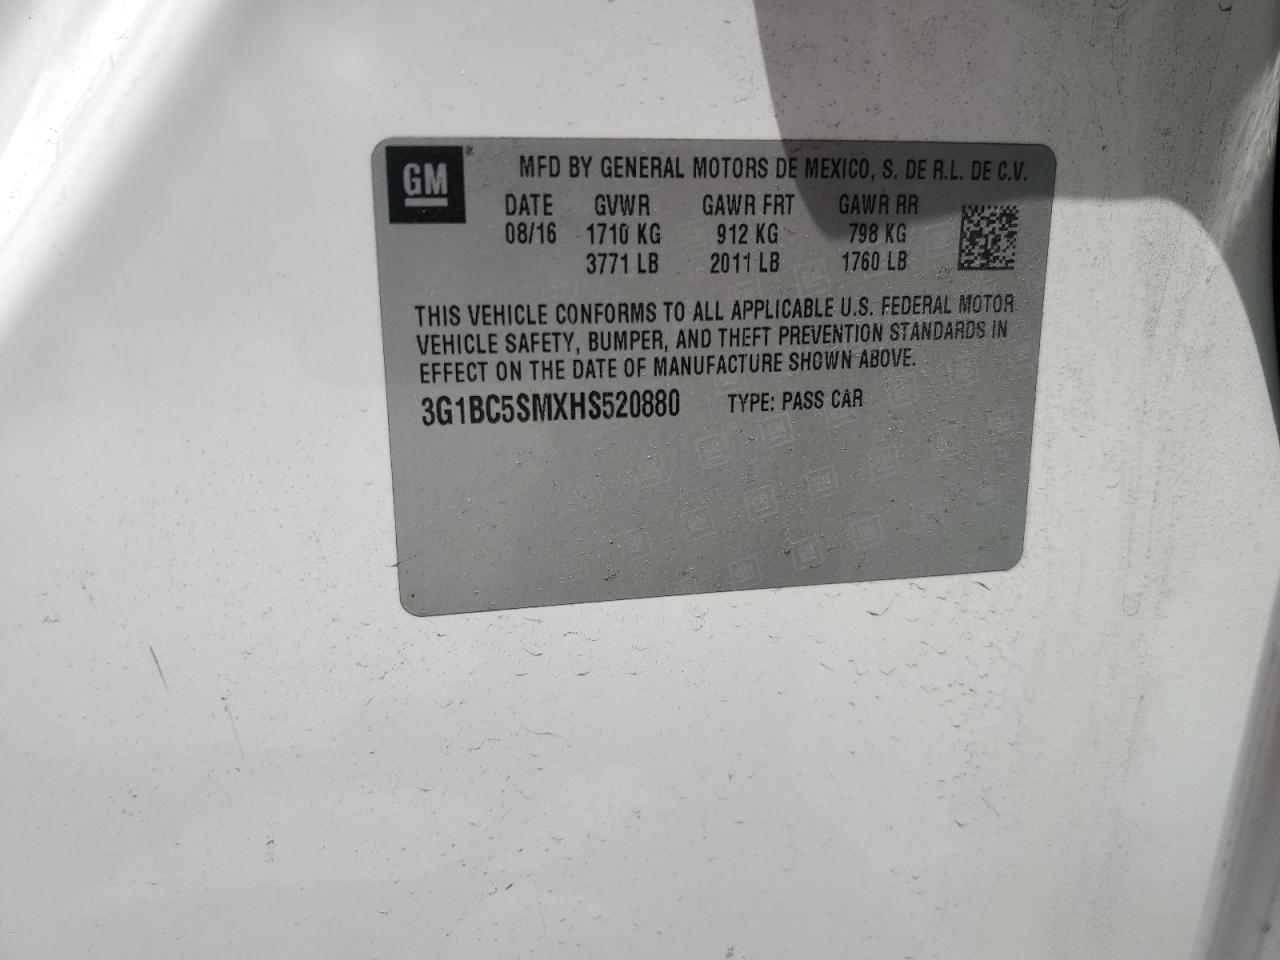 GM
MFD BY GENERAL MOTORS DE MEXICO, S. DE R.L. DE C.V.
DATE GVWR GAWR FRT GAWR RR
08/16 1710 KG 912 KG 798 KG
3771 LB 2011 LB 1760 LB
THIS VEHICLE CONFORMS TO ALL APPLICABLE U.S. FEDERAL MOTOR
VEHICLE SAFETY, BUMPER, AND THEFT PREVENTION STANDARDS IN
EFFECT ON THE DATE OF MANUFACTURE SHOWN ABOVE.
3G1BC5SMXHS520880 TYPE: PASS CAR